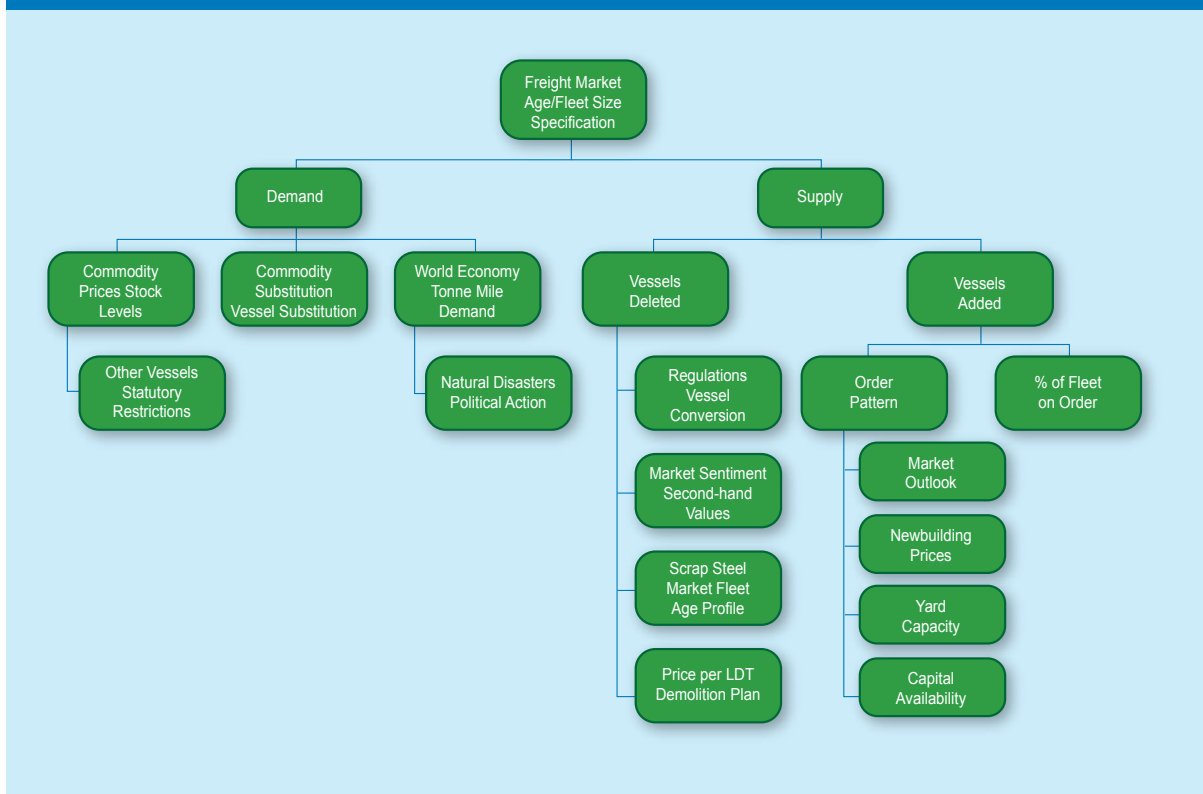 Freight Market
Age/Fleet Size
Specification
Demand
Supply
Commodity
Prices Stock
Levels
Commodity
Substitution
Vessel Substitution
World Economy
Tonne Mile
Demand
Vessels
Deleted
Vessels
Added
Other Vessels
Statutory
Restrictions
Natural Disasters
Political Action
Regulations
Vessel
Conversion
Order
Pattern
% of Fleet
on Order
Market Sentiment
Second-hand
Values
Market
Outlook
Newbuilding
Prices
Scrap Steel
Market Fleet
Age Profile
Yard
Capacity
Price per LDT
Demolition Plan
Capital
Availability